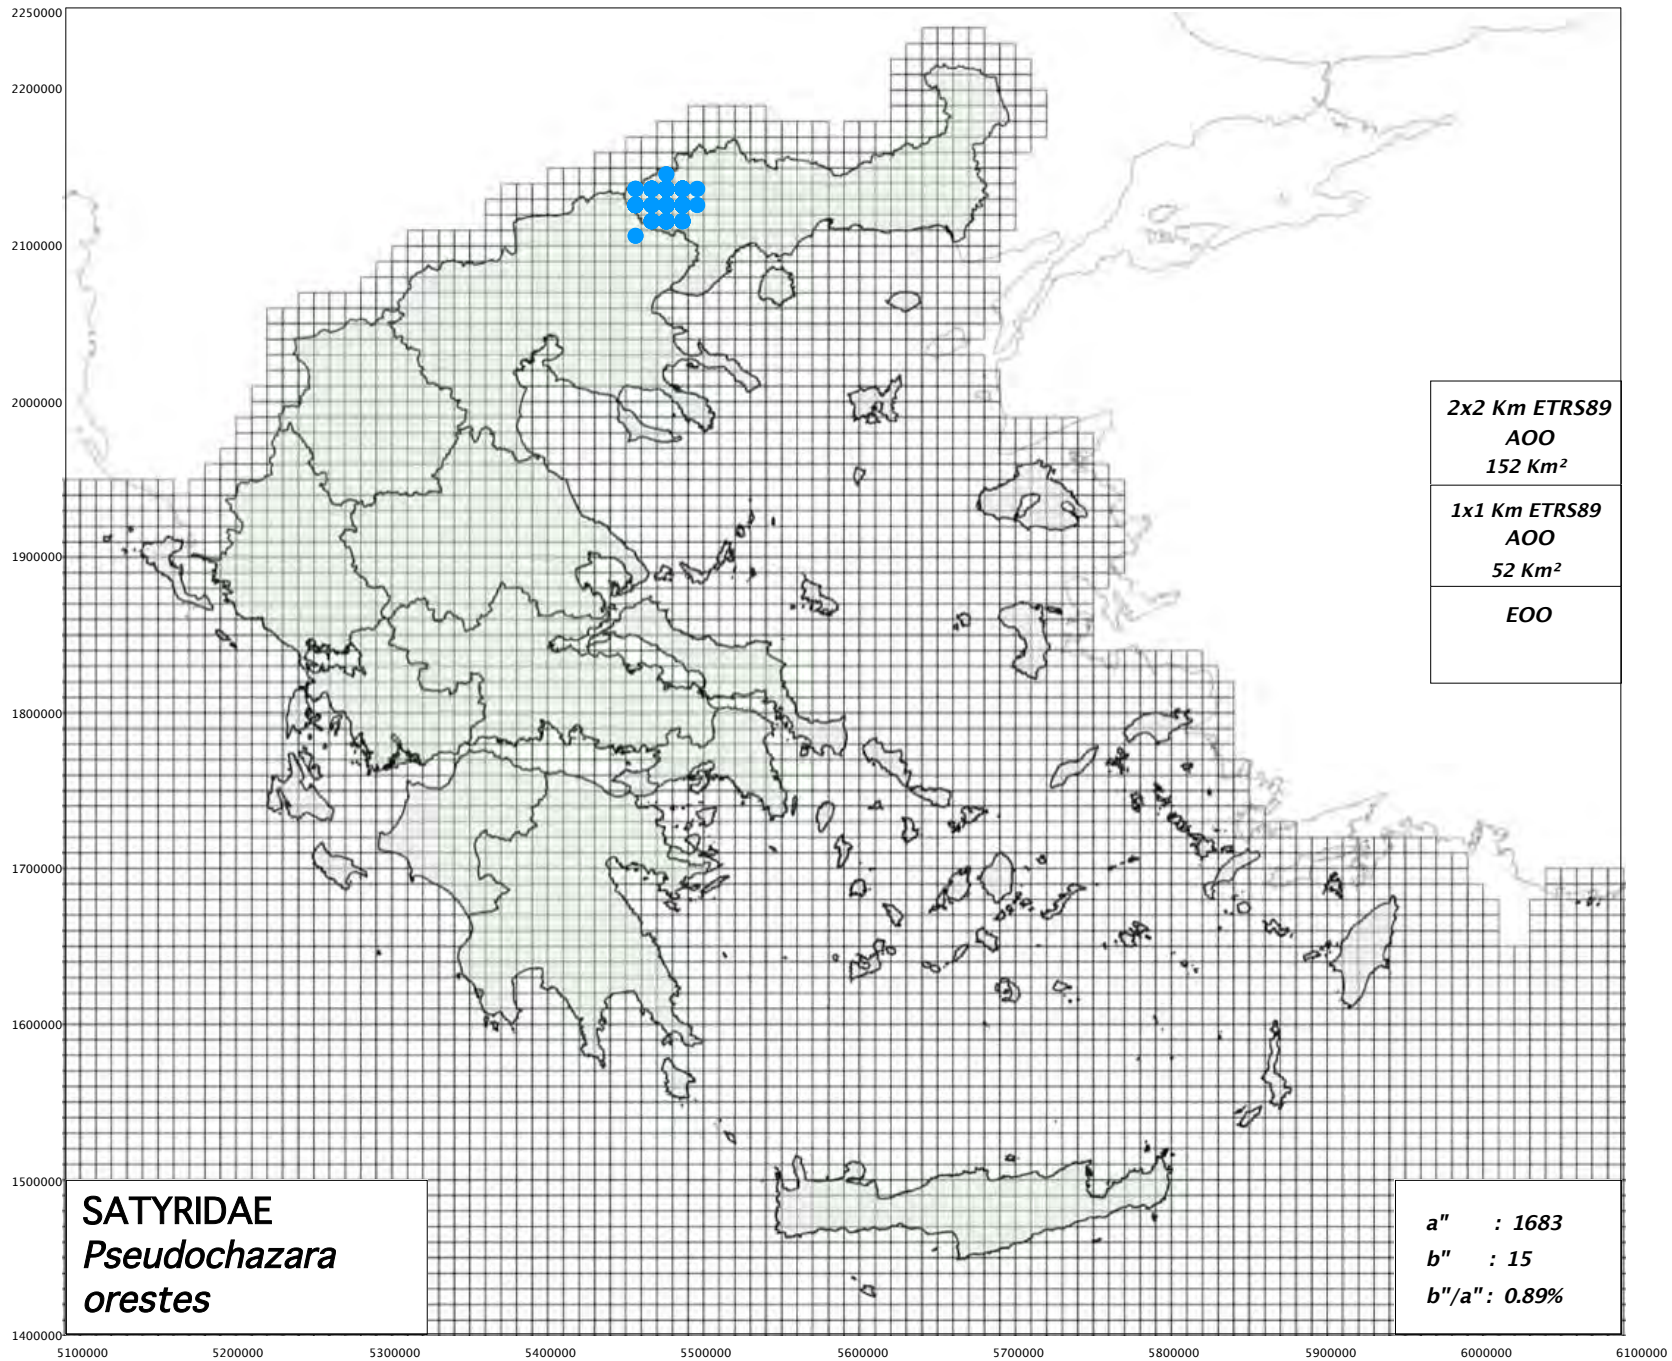 2250000
2200000
2100000
2000000
1900000
1800000
1700000
1600000
1500000
1400000
2x2 Km ETRS89
AOO
152 Km²
1x1 Km ETRS89
AOO
52 Km²
EOO
SATYRIDAE
Pseudochazara
orestes
a" : 1683
b" : 15
b"/a" : 0.89%
5100000 5200000 5300000 5400000 5500000 5600000 5700000 5800000 5900000 6000000 6100000